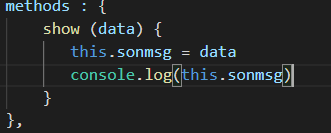 methods : {
show (data) {
this.sonmsg = data
console.log(this.sonmsg)
}
},